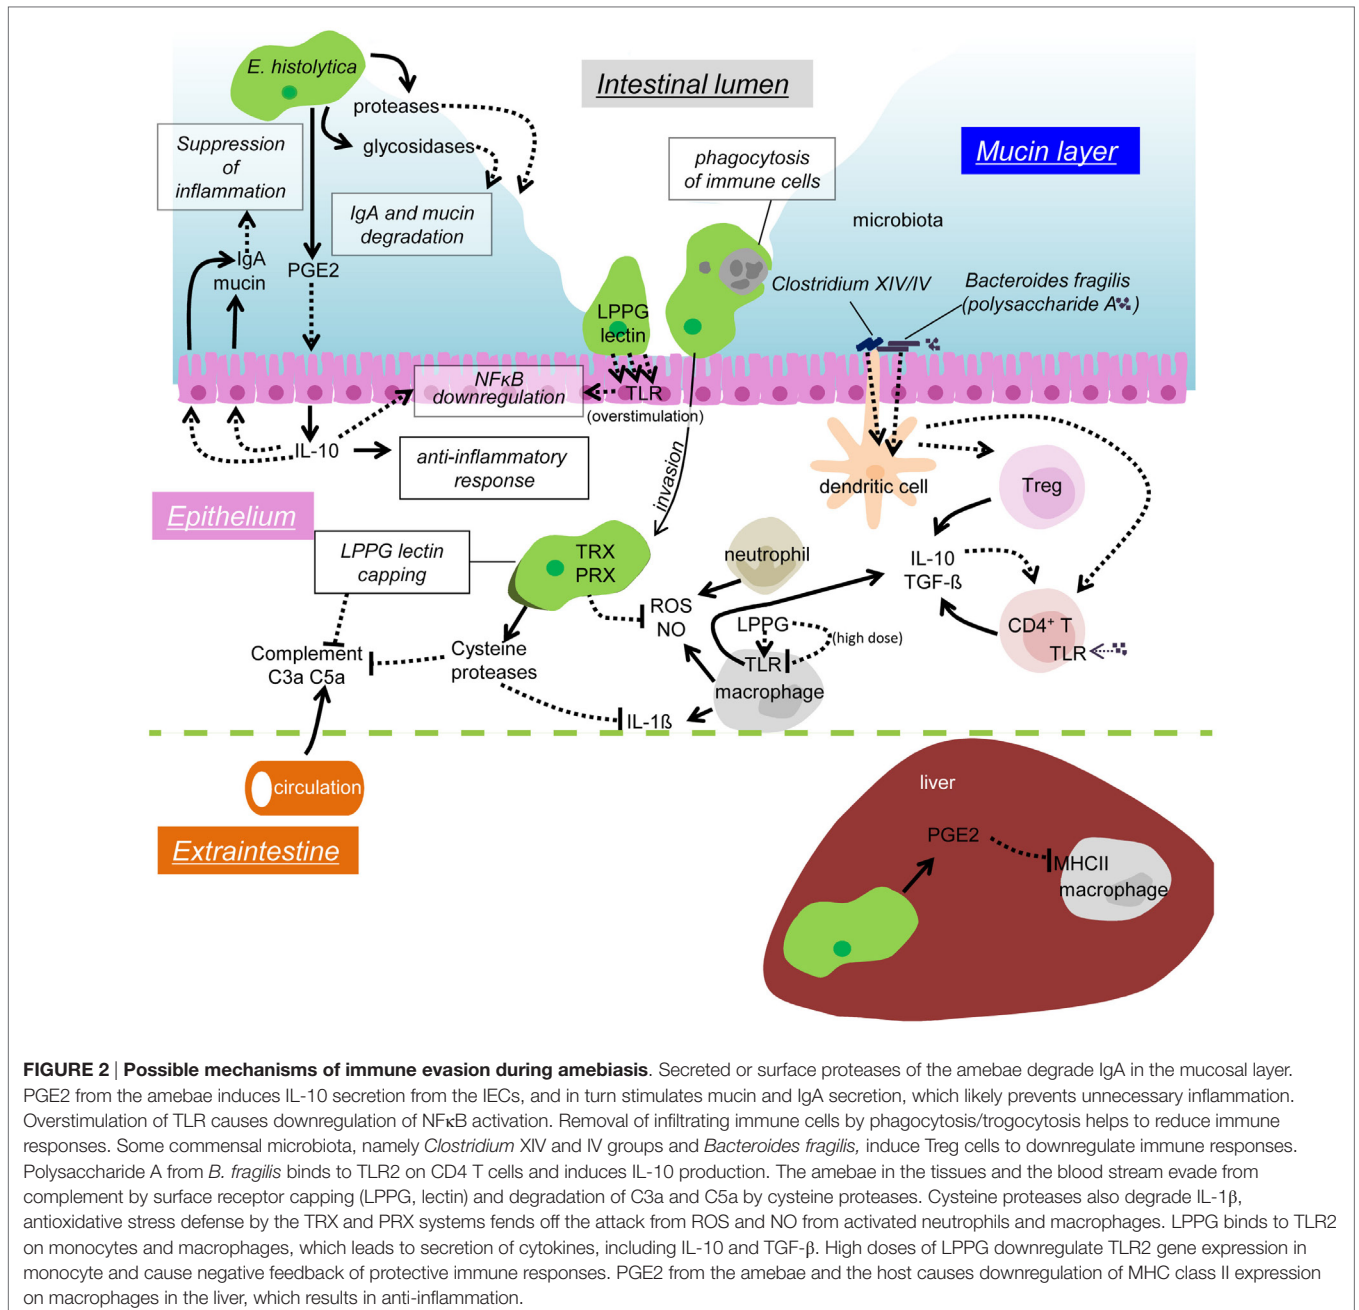 E. histolytica
Intestinal lumen
proteases
glycosidases
Suppression
of
inflammation
phagocytosis
of immune cells
Mucin layer
IgA and mucin
degradation
microbiota
IgA
mucin
PGE2
Clostridium XIV/IV
Bacteroides fragilis
(polysaccharide A )
LPPG
lectin
NFκB
downregulation
TLR
(overstimulation)
IL-10
anti-inflammatory
response
invasion
dendritic cell
Treg
Epithelium
LPPG lectin
capping
TRX
PRX
neutrophil
IL-10
TGF-ß
ROS
NO
LPPG
(high dose)
CD4+ T
TLR
Complement
C3a C5a
Cysteine
proteases
TLR
macrophage
IL-1ß
circulation
liver
Extraintestine
PGE2
MHCII
macrophage
FIGURE 2 | Possible mechanisms of immune evasion during amebiasis. Secreted or surface proteases of the amebae degrade IgA in the mucosal layer.
PGE2 from the amebae induces IL-10 secretion from the IECs, and in turn stimulates mucin and IgA secretion, which likely prevents unnecessary inflammation.
Overstimulation of TLR causes downregulation of NFκB activation. Removal of infiltrating immune cells by phagocytosis/trogocytosis helps to reduce immune
responses. Some commensal microbiota, namely Clostridium XIV and IV groups and Bacteroides fragilis, induce Treg cells to downregulate immune responses.
Polysaccharide A from B. fragilis binds to TLR2 on CD4 T cells and induces IL-10 production. The amebae in the tissues and the blood stream evade from
complement by surface receptor capping (LPPG, lectin) and degradation of C3a and C5a by cysteine proteases. Cysteine proteases also degrade IL-1β,
antioxidative stress defense by the TRX and PRX systems fends off the attack from ROS and NO from activated neutrophils and macrophages. LPPG binds to TLR2
on monocytes and macrophages, which leads to secretion of cytokines, including IL-10 and TGF-β. High doses of LPPG downregulate TLR2 gene expression in
monocyte and cause negative feedback of protective immune responses. PGE2 from the amebae and the host causes downregulation of MHC class II expression
on macrophages in the liver, which results in anti-inflammation.